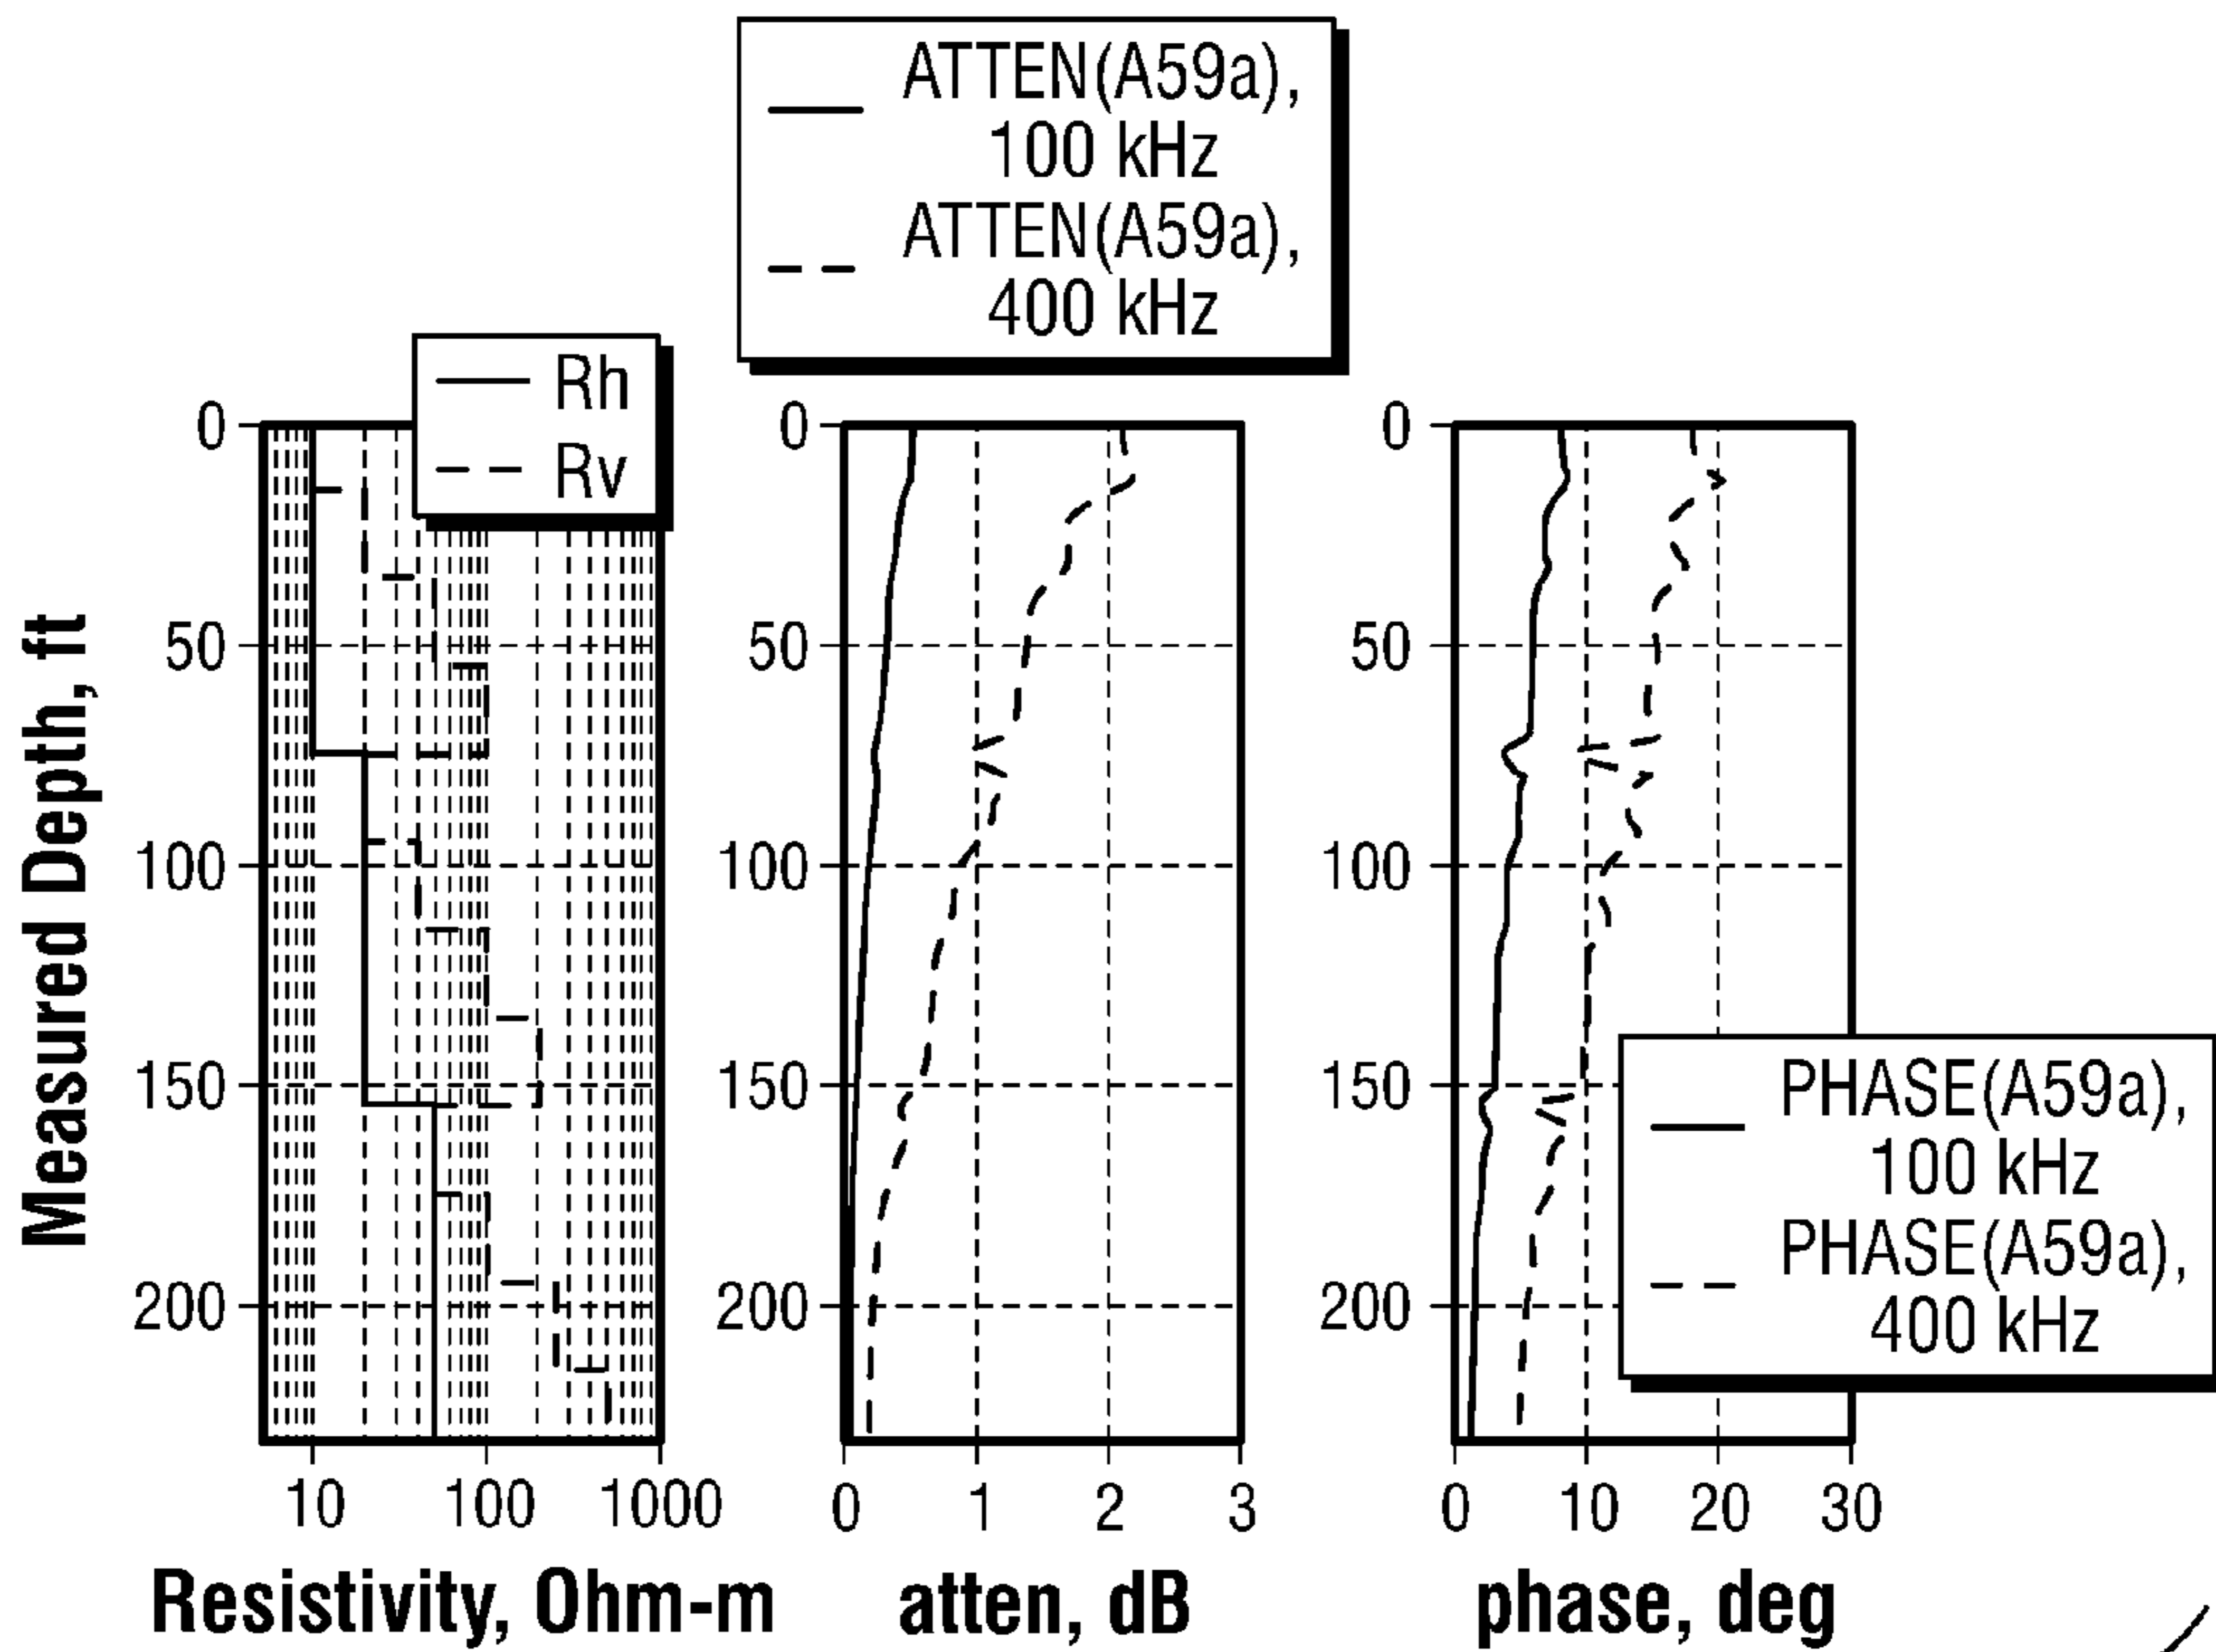 ATTEN(A59a),
100 kHz
ATTEN(A59a),
400 kHz
Rh
Rv
Measured Depth, ft
0
50
100
150
200
10
100
1000
Resistivity, Ohm-m
0
50
100
150
200
0
1
2
3
atten, dB
0
50
100
150
200
PHASE(A59a),
100 kHz
PHASE(A59a),
400 kHz
0
10
20
30
phase, deg